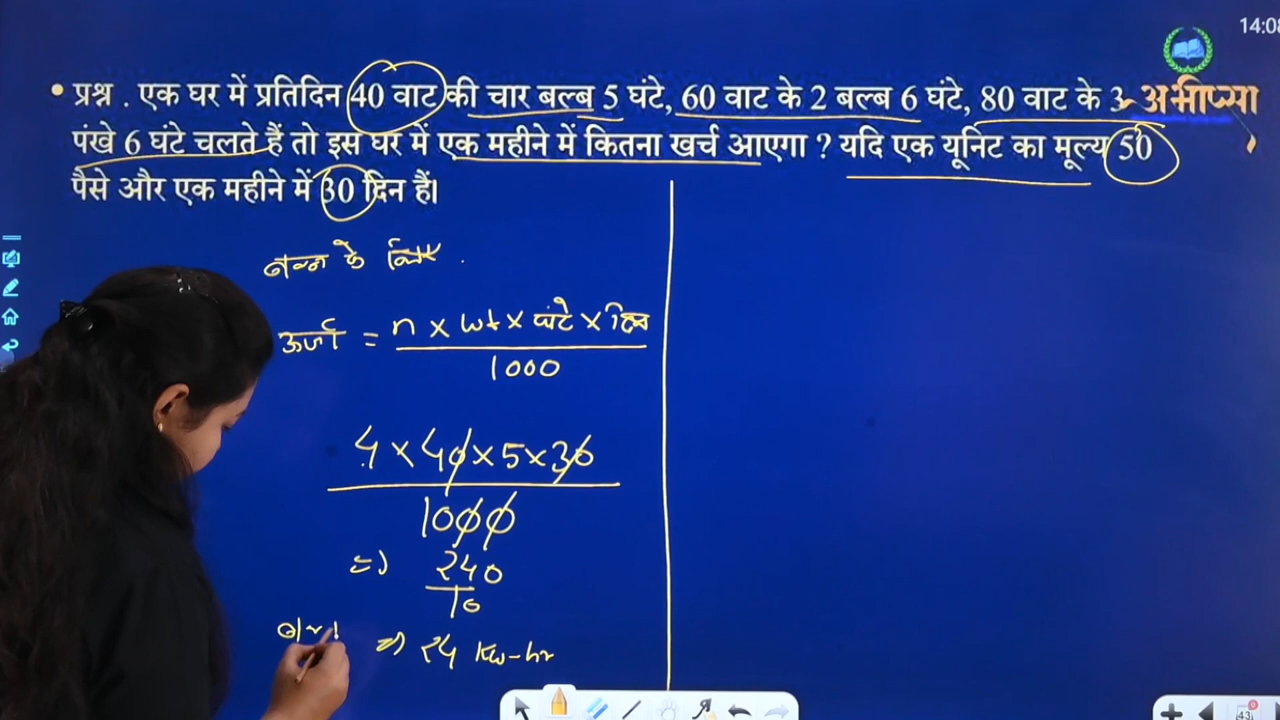 14:08
• प्रश्न . एक घर में प्रतिदिन 40 वाट की चार बल्ब 5 घंटे, 60 वाट के 2 बल्ब 6 घंटे, 80 वाट के 3 अभीप्सा
पंखे 6 घंटे चलते हैं तो इस घर में एक महीने में कितना खर्च आएगा ? यदि एक यूनिट का मूल्य 50
पैसे और एक महीने में 30 दिन हैं।
बल्ब के लिए
ऊर्जा = n × wt × घंटे × दिन
1000
4 × 40 × 5 × 30
1000
=) 240
10
=) 24 kw-hr